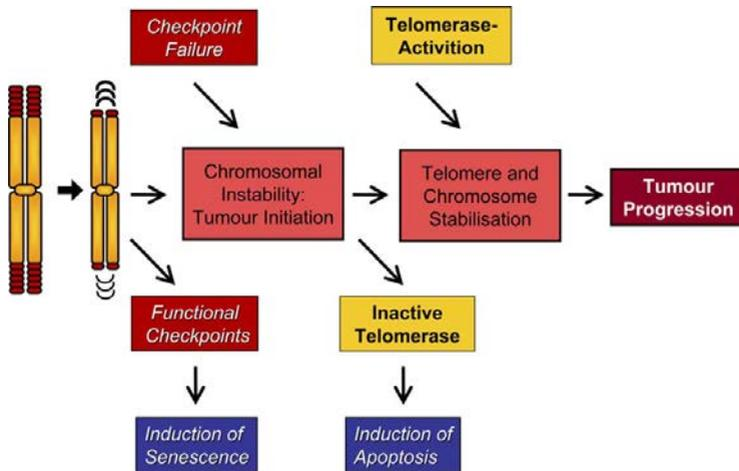 Checkpoint
Failure
Telomerase-
Activition
Chromosomal
Instability:
Tumour Initiation
Telomere and
Chromosome
Stabilisation
Tumour
Progression
Functional
Checkpoints
Inactive
Telomerase
Induction of
Senescence
Induction of
Apoptosis